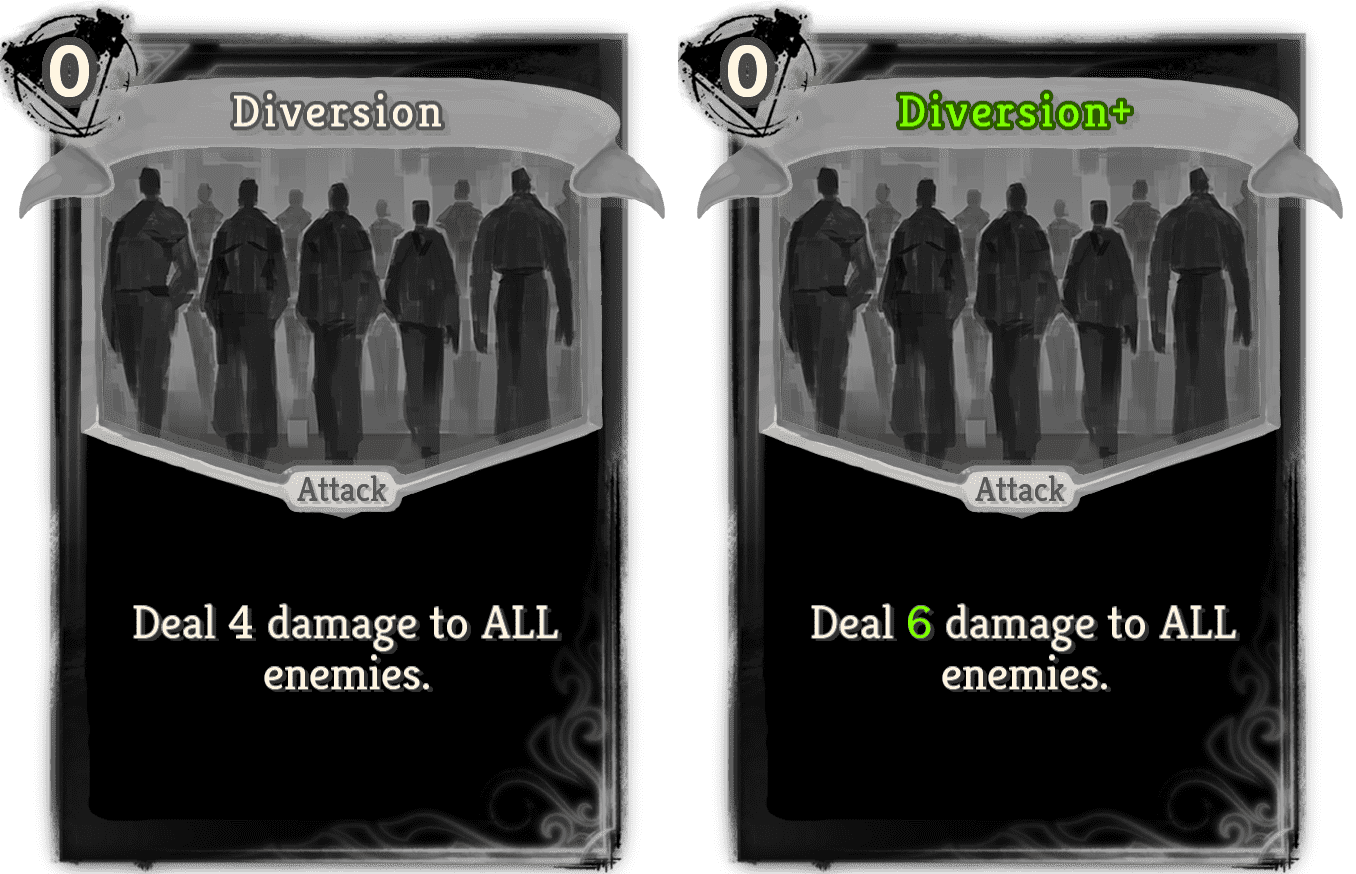 0
Diversion
Attack
Deal 4 damage to ALL
enemies.
0
Diversion+
Attack
Deal 6 damage to ALL
enemies.